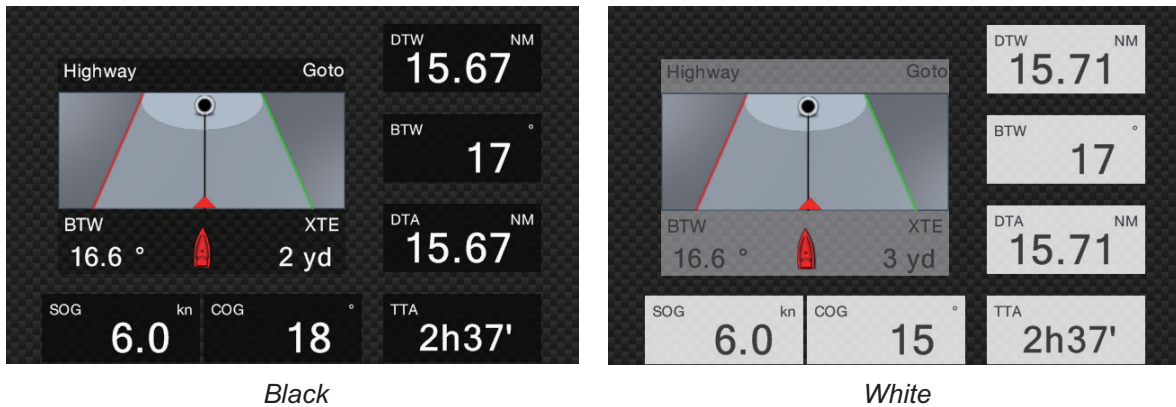 DTW NM
15.67
Highway Goto
BTW °
17
BTW XTE
16.6 ° 2 yd
DTA NM
15.67
SOG kn
6.0
COG °
18
TTA
2h37'
Black
DTW NM
15.71
Highway Goto
BTW °
17
BTW XTE
16.6 ° 3 yd
DTA NM
15.71
SOG kn
6.0
COG °
15
TTA
2h37'
White